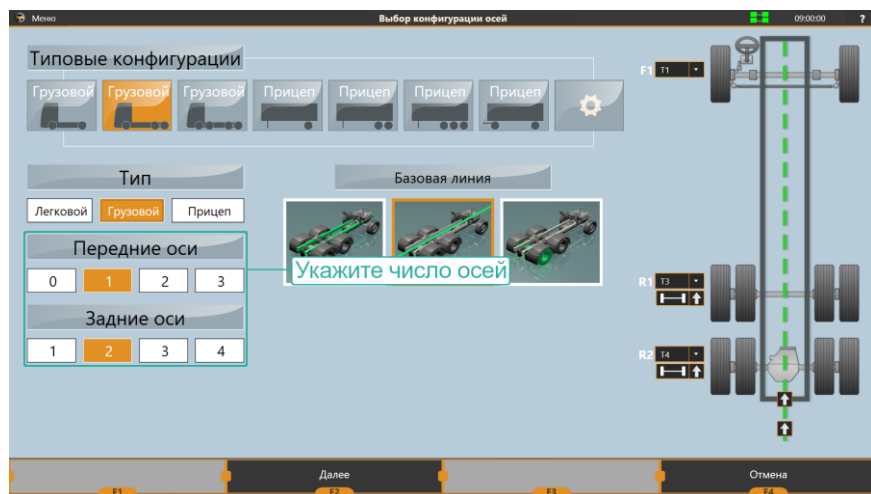 Меню
Выбор конфигурации осей
09:00:00
?
Типовые конфигурации
Грузовой
Грузовой
Грузовой
Прицеп
Прицеп
Прицеп
Прицеп
Тип
Базовая линия
Легковой
Грузовой
Прицеп
Передние оси
0
1
2
3
Укажите число осей
Задние оси
1
2
3
4
F1
T1
R1
T3
R2
T4
Далее
Отмена
F1
F2
F3
F4